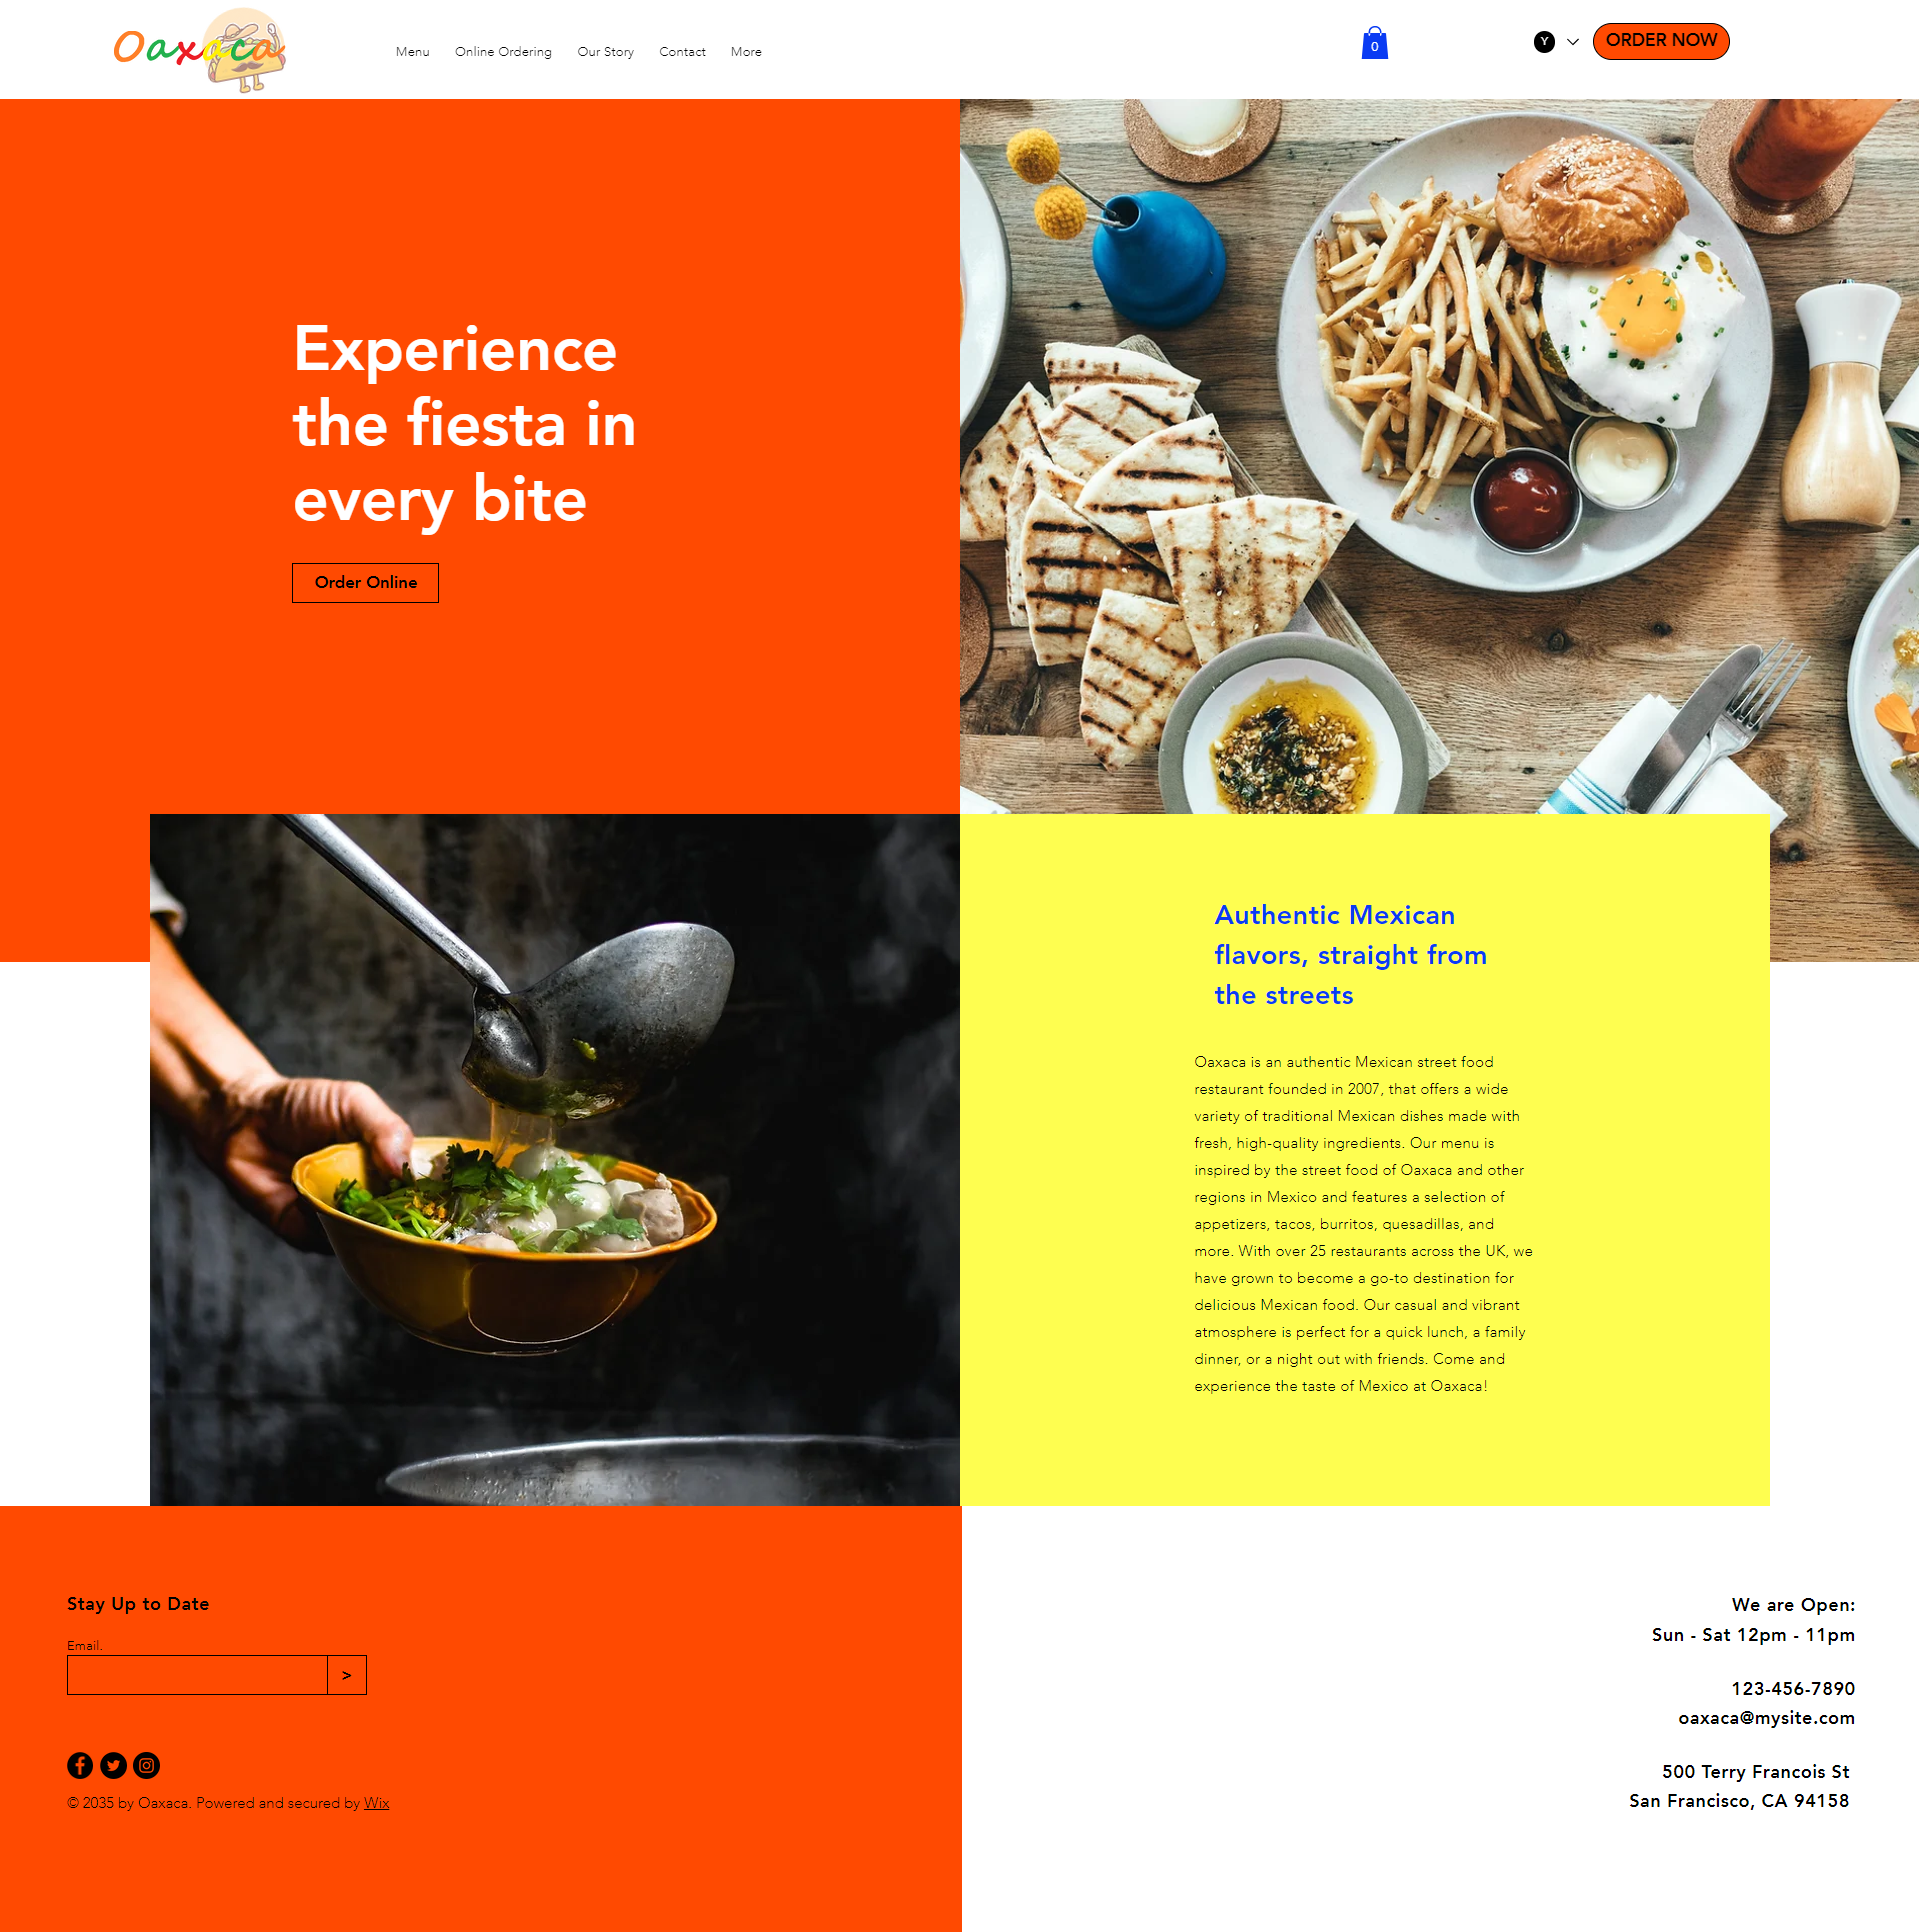 Oaxaca
Menu
Online Ordering
Our Story
Contact
More
0
Y
ORDER NOW
Experience
the fiesta in
every bite
Order Online
Authentic Mexican
flavors, straight from
the streets
Oaxaca is an authentic Mexican street food
restaurant founded in 2007, that offers a wide
variety of traditional Mexican dishes made with
fresh, high-quality ingredients. Our menu is
inspired by the street food of Oaxaca and other
regions in Mexico and features a selection of
appetizers, tacos, burritos, quesadillas, and
more. With over 25 restaurants across the UK, we
have grown to become a go-to destination for
delicious Mexican food. Our casual and vibrant
atmosphere is perfect for a quick lunch, a family
dinner, or a night out with friends. Come and
experience the taste of Mexico at Oaxaca!
Stay Up to Date
Email.
>
© 2035 by Oaxaca. Powered and secured by Wix
We are Open:
Sun - Sat 12pm - 11pm
123-456-7890
oaxaca@mysite.com
500 Terry Francois St
San Francisco, CA 94158